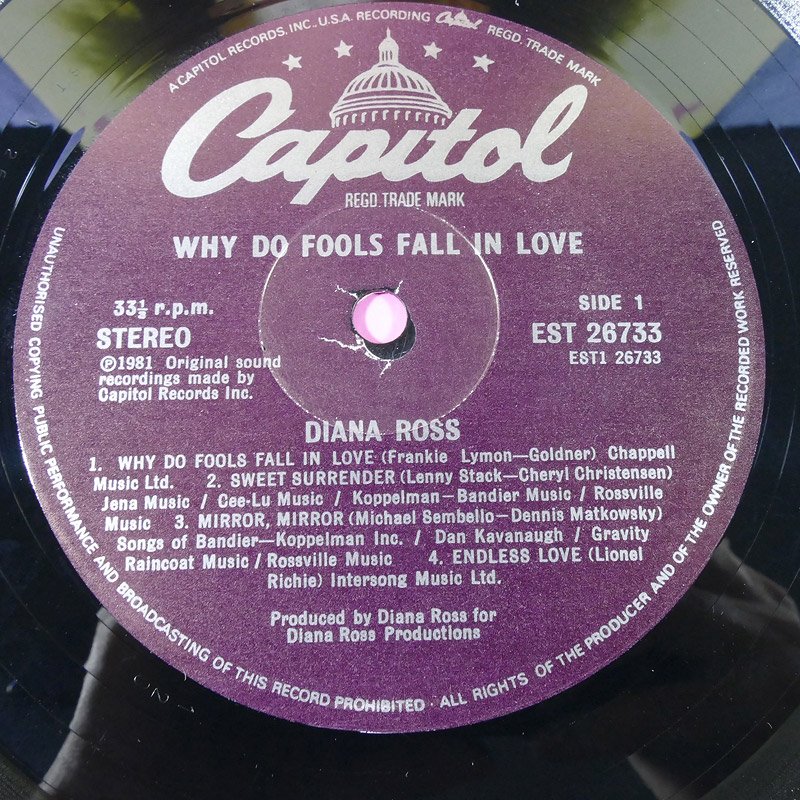 A CAPITOL RECORDS, INC., U.S.A. RECORDING Capitol REGD. TRADE MARK
Capitol
REGD. TRADE MARK
WHY DO FOOLS FALL IN LOVE
33⅓ r.p.m.
STEREO
℗1981 Original sound
recordings made by
Capitol Records Inc.
SIDE 1
EST 26733
EST1 26733
DIANA ROSS
1. WHY DO FOOLS FALL IN LOVE (Frankie Lymon—Goldner) Chappell
Music Ltd. 2. SWEET SURRENDER (Lenny Stack—Cheryl Christensen)
Jena Music / Cee-Lu Music / Koppelman—Bandier Music / Rossville
Music 3. MIRROR, MIRROR (Michael Sembello—Dennis Matkowsky)
Songs of Bandier—Koppelman Inc. / Dan Kavanaugh / Gravity
Raincoat Music / Rossville Music 4. ENDLESS LOVE (Lionel
Richie) Intersong Music Ltd.
Produced by Diana Ross for
Diana Ross Productions
UNAUTHORISED COPYING PUBLIC PERFORMANCE AND BROADCASTING OF THIS RECORD PROHIBITED · ALL RIGHTS OF THE PRODUCER AND OF THE OWNER OF THE RECORDED WORK RESERVED